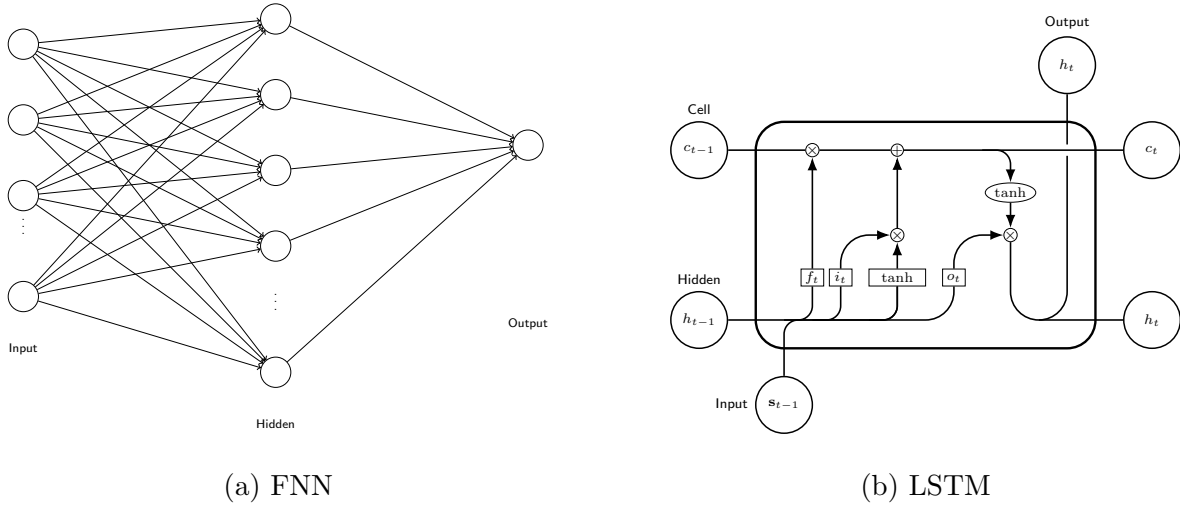 Input
⋮
Hidden
⋮
Output
(a) FNN
Output
h_t
Cell
c_{t−1}
⊗
⊕
c_t
tanh
⊗
⊗
Hidden
f_t
i_t
tanh
o_t
h_{t−1}
h_t
Input
s_{t−1}
(b) LSTM